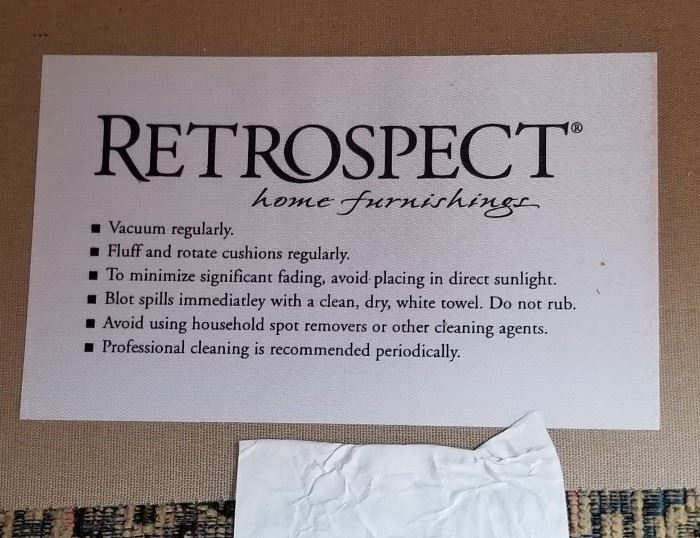 RETROSPECT®
home furnishings
■ Vacuum regularly.
■ Fluff and rotate cushions regularly.
■ To minimize significant fading, avoid placing in direct sunlight.
■ Blot spills immediatley with a clean, dry, white towel. Do not rub.
■ Avoid using household spot removers or other cleaning agents.
■ Professional cleaning is recommended periodically.